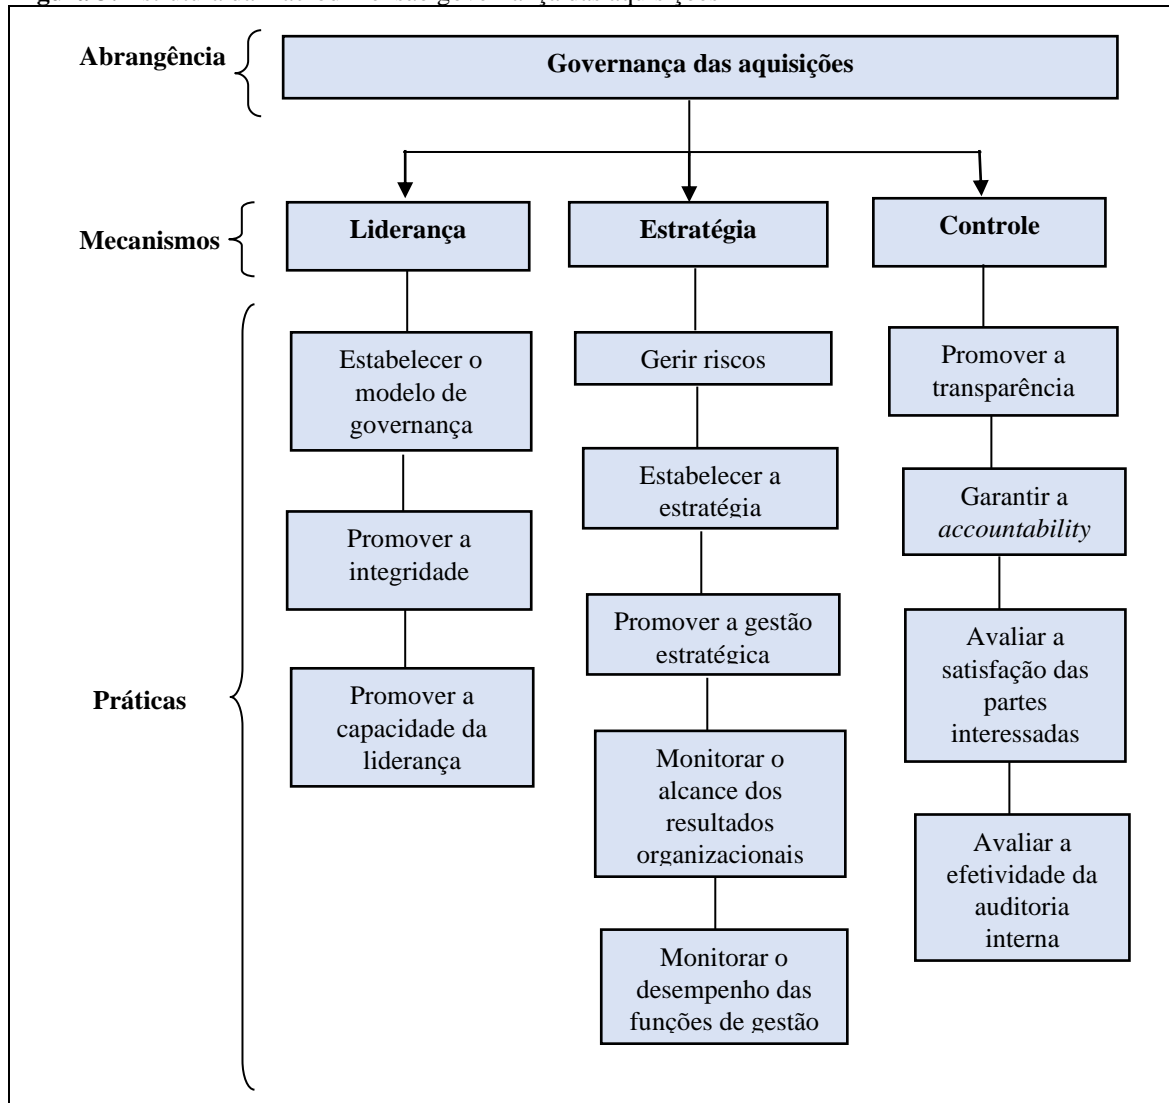 Abrangência
Governança das aquisições
Mecanismos
Liderança
Estratégia
Controle
Práticas
Estabelecer o
modelo de
governança
Promover a
integridade
Promover a
capacidade da
liderança
Gerir riscos
Estabelecer a
estratégia
Promover a gestão
estratégica
Monitorar o
alcance dos
resultados
organizacionais
Monitorar o
desempenho das
funções de gestão
Promover a
transparência
Garantir a
accountability
Avaliar a
satisfação das
partes
interessadas
Avaliar a
efetividade da
auditoria
interna